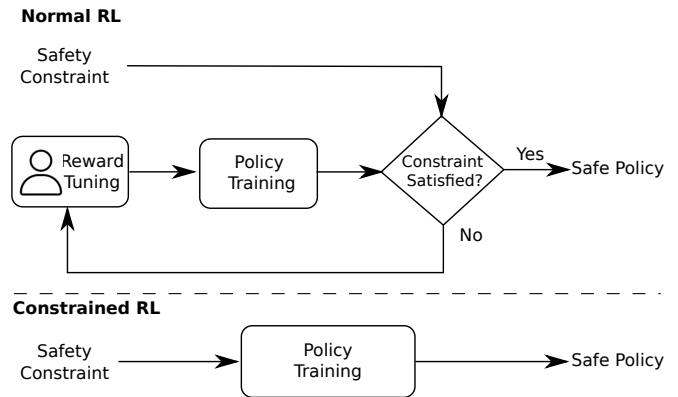 Normal RL
Safety
Constraint
Reward
Tuning
Policy
Training
Constraint
Satisfied?
Yes
Safe Policy
No
Constrained RL
Safety
Constraint
Policy
Training
Safe Policy